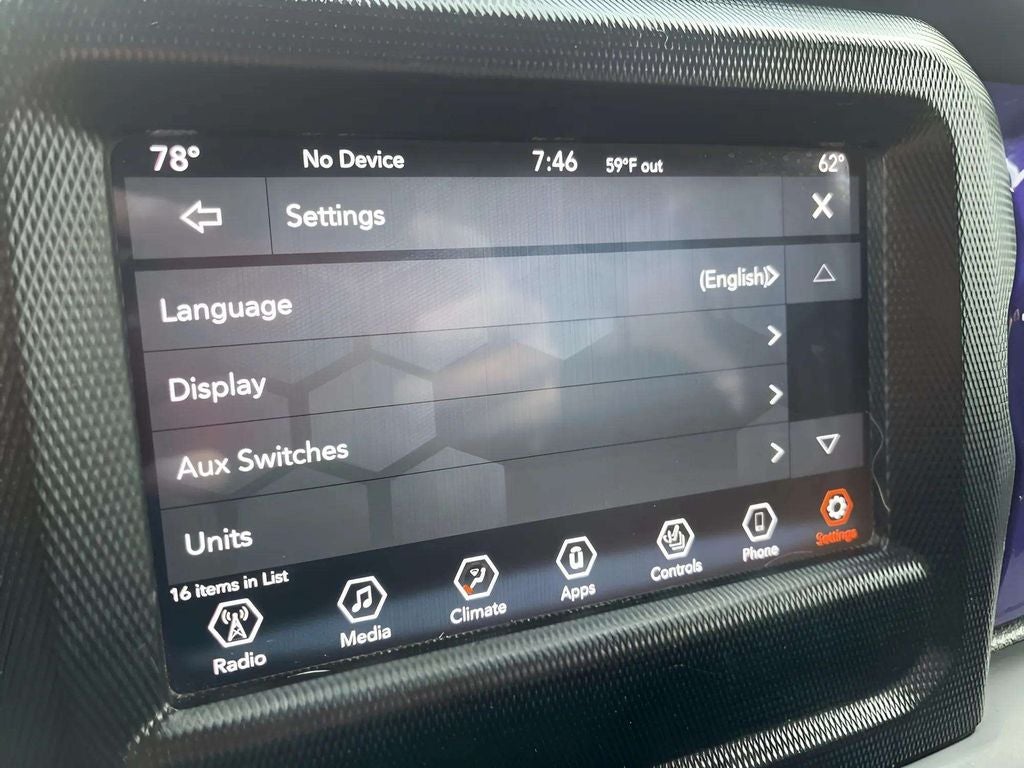 78° No Device 7:46 59°F out 62°
Settings X
Language (English)
Display
Aux Switches
Units
16 items in List
Radio Media Climate Apps Controls Phone Settings